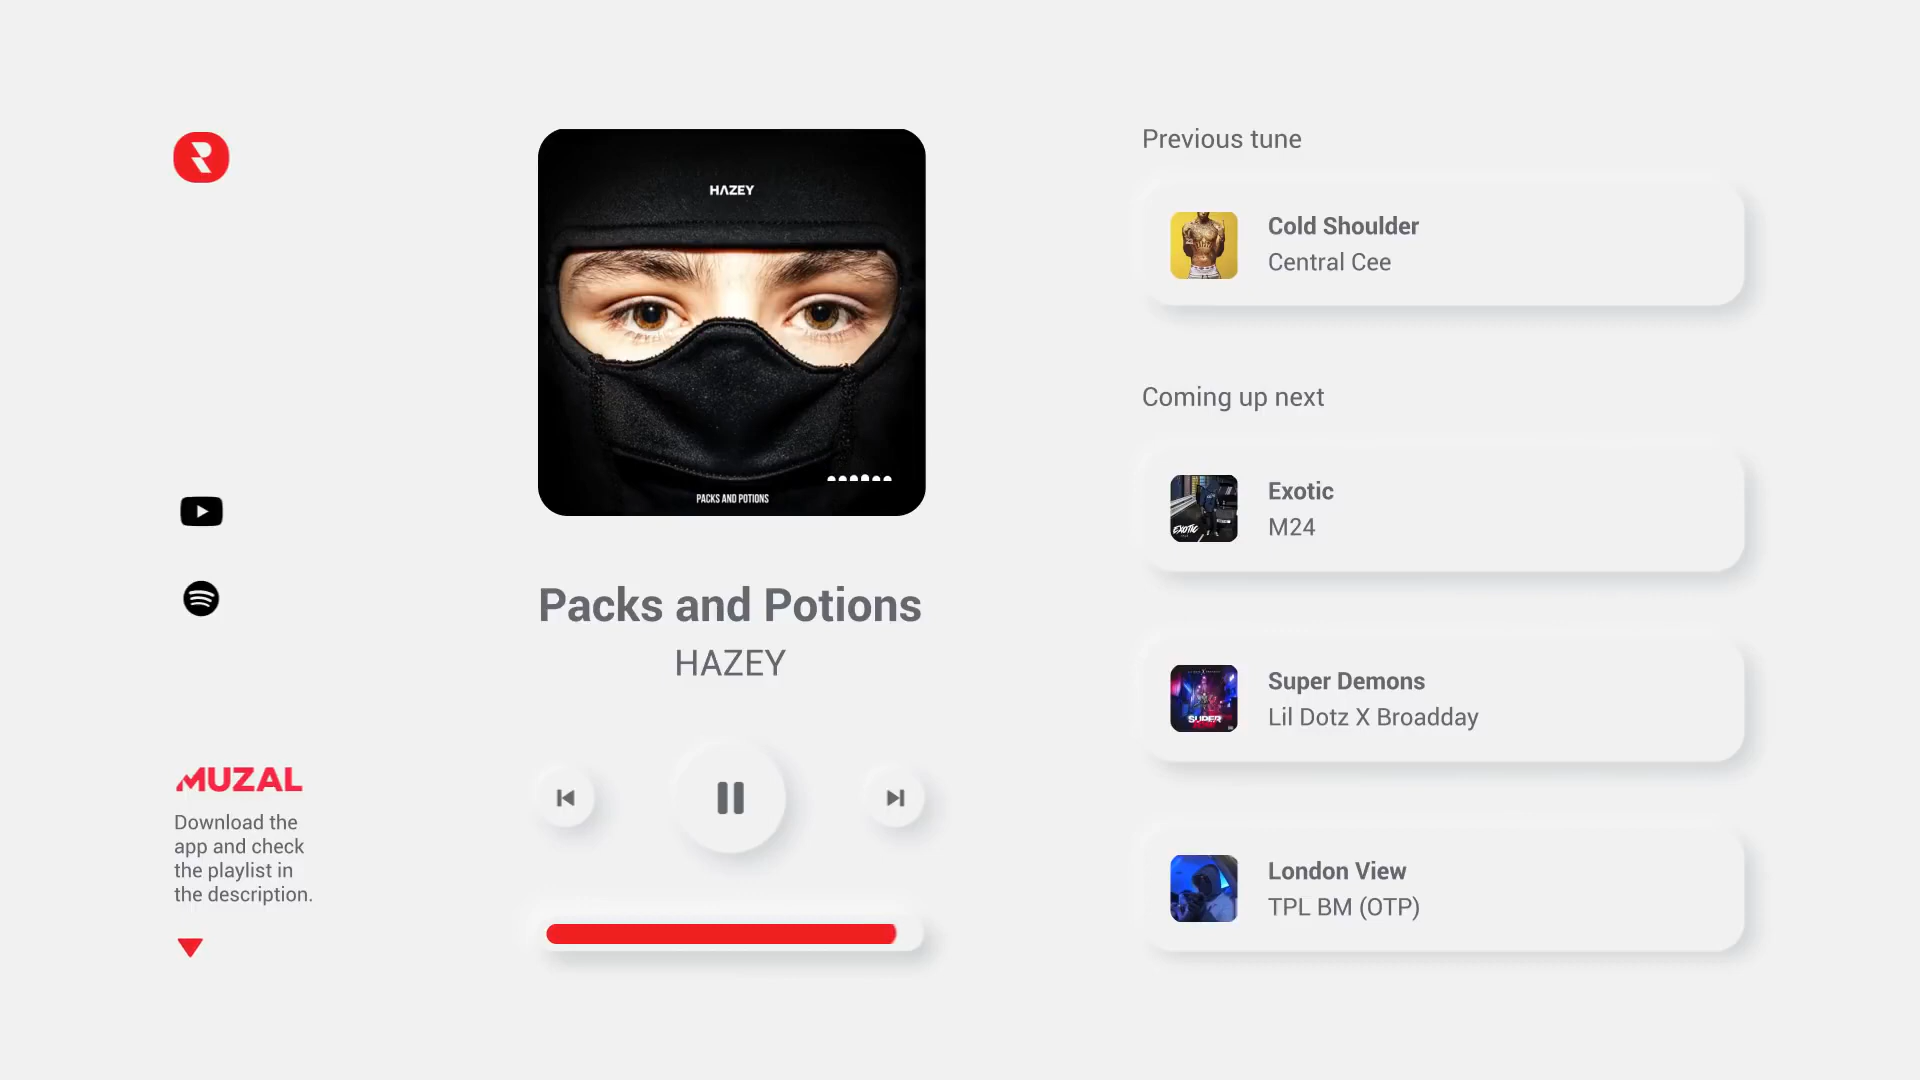 HAZEY
PACKS AND POTIONS
Packs and Potions
HAZEY
MUZAL
Download the
app and check
the playlist in
the description.
Previous tune
Cold Shoulder
Central Cee
Coming up next
EXOTIC
Exotic
M24
SUPER
Super Demons
Lil Dotz X Broadday
London View
TPL BM (OTP)